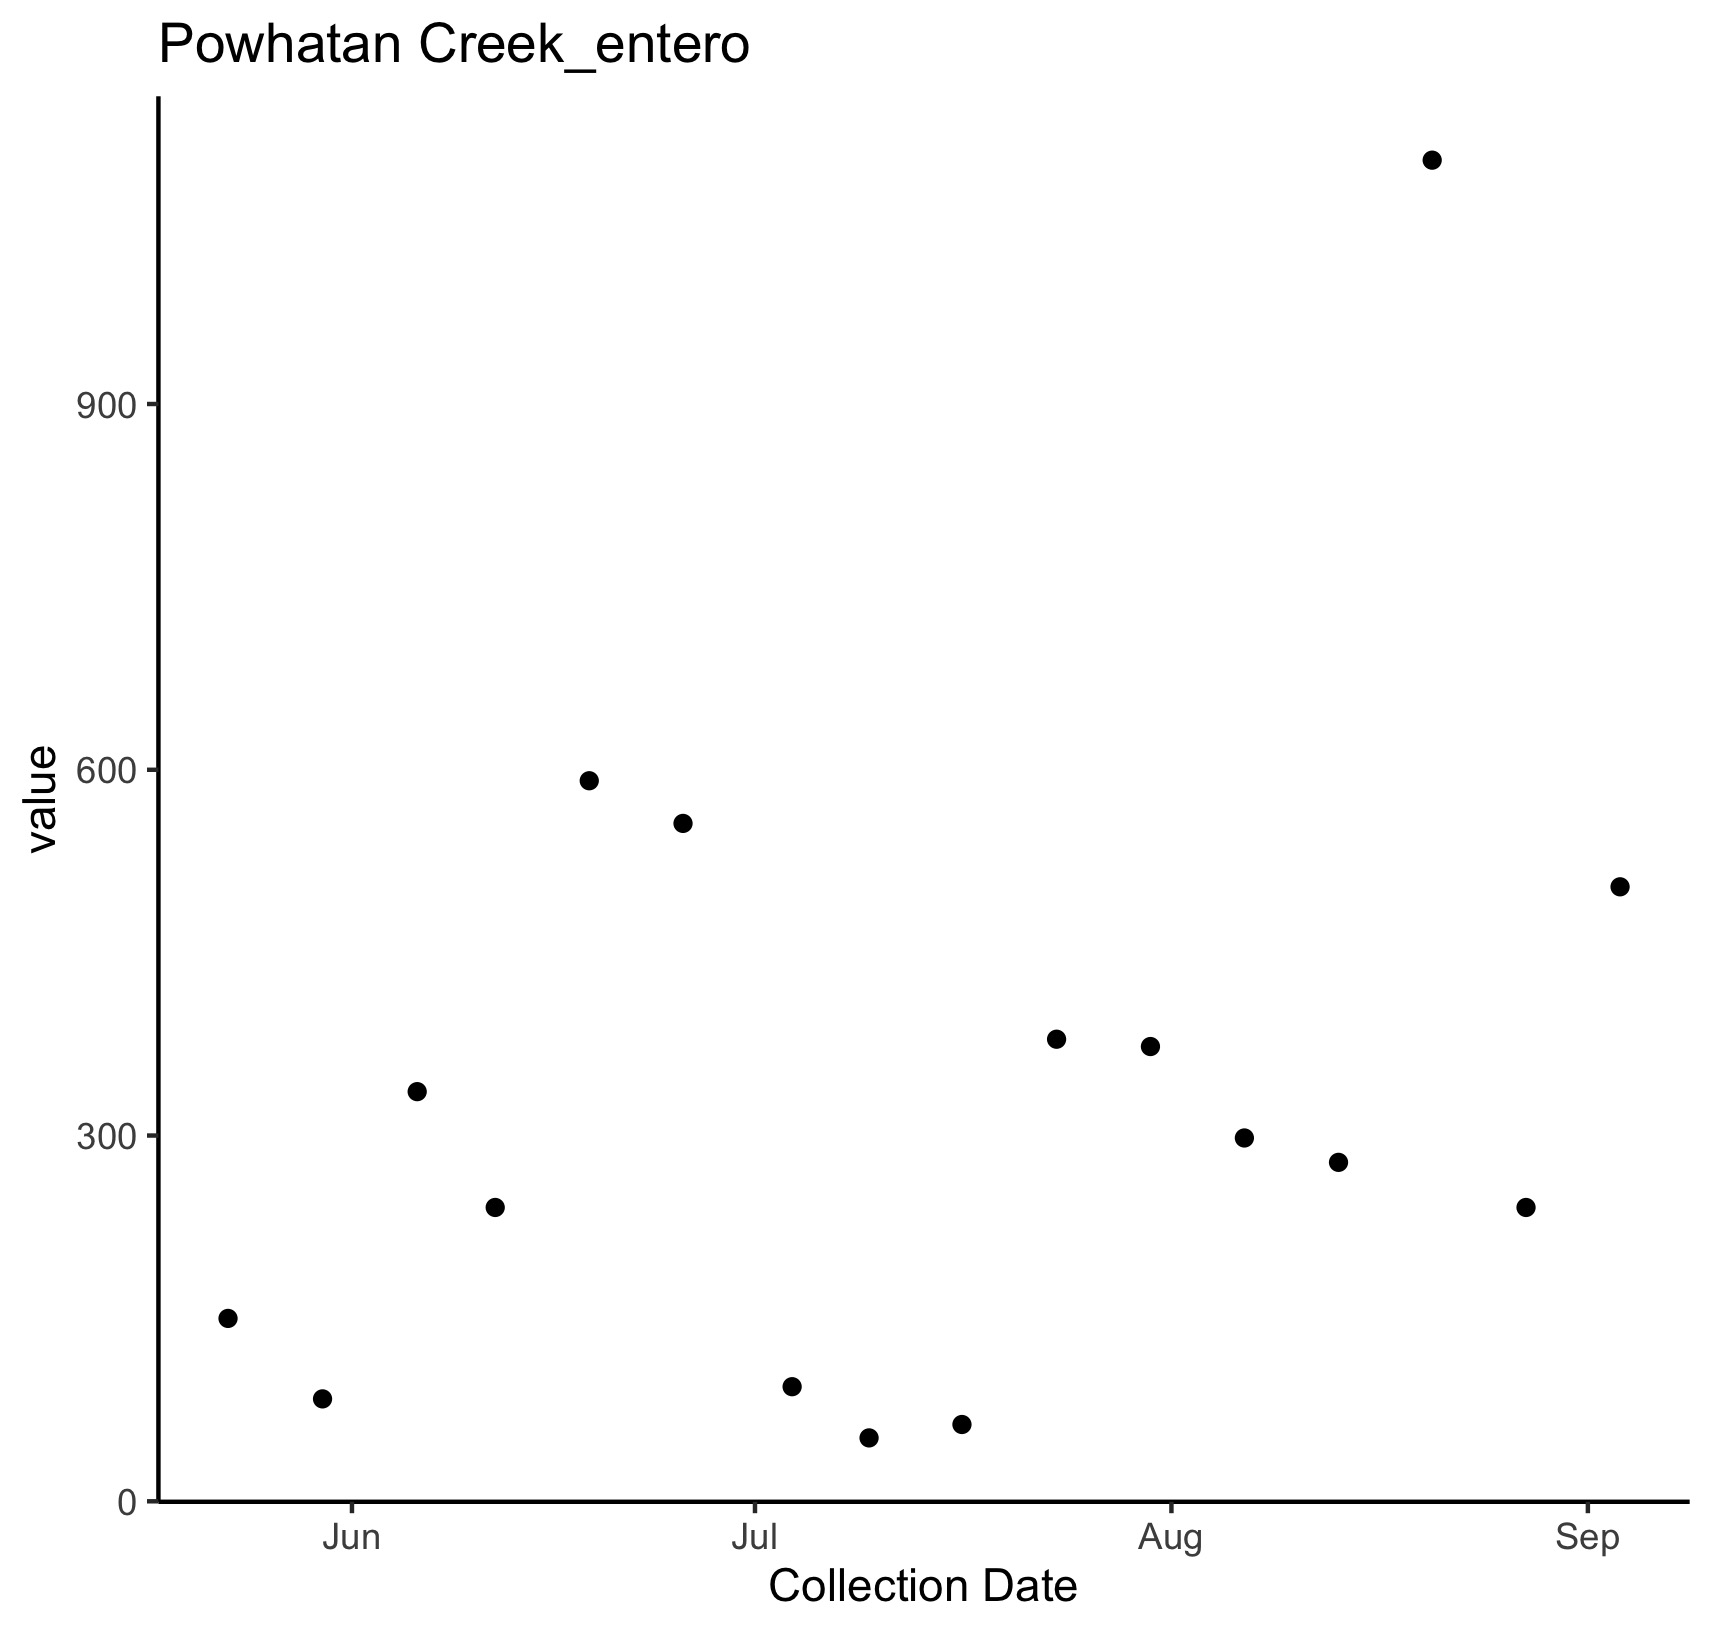 Powhatan Creek_entero
900
600
300
0
value
Jun Jul Aug Sep
Collection Date